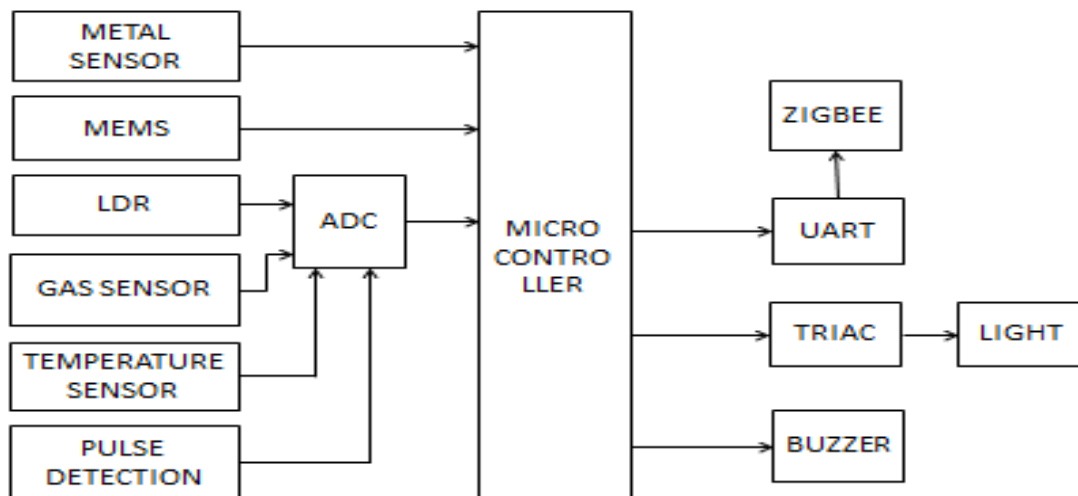 METAL
SENSOR
MEMS
LDR
GAS SENSOR
TEMPERATURE
SENSOR
PULSE
DETECTION
ADC
MICRO
CONTRO
LLER
ZIGBEE
UART
TRIAC
LIGHT
BUZZER